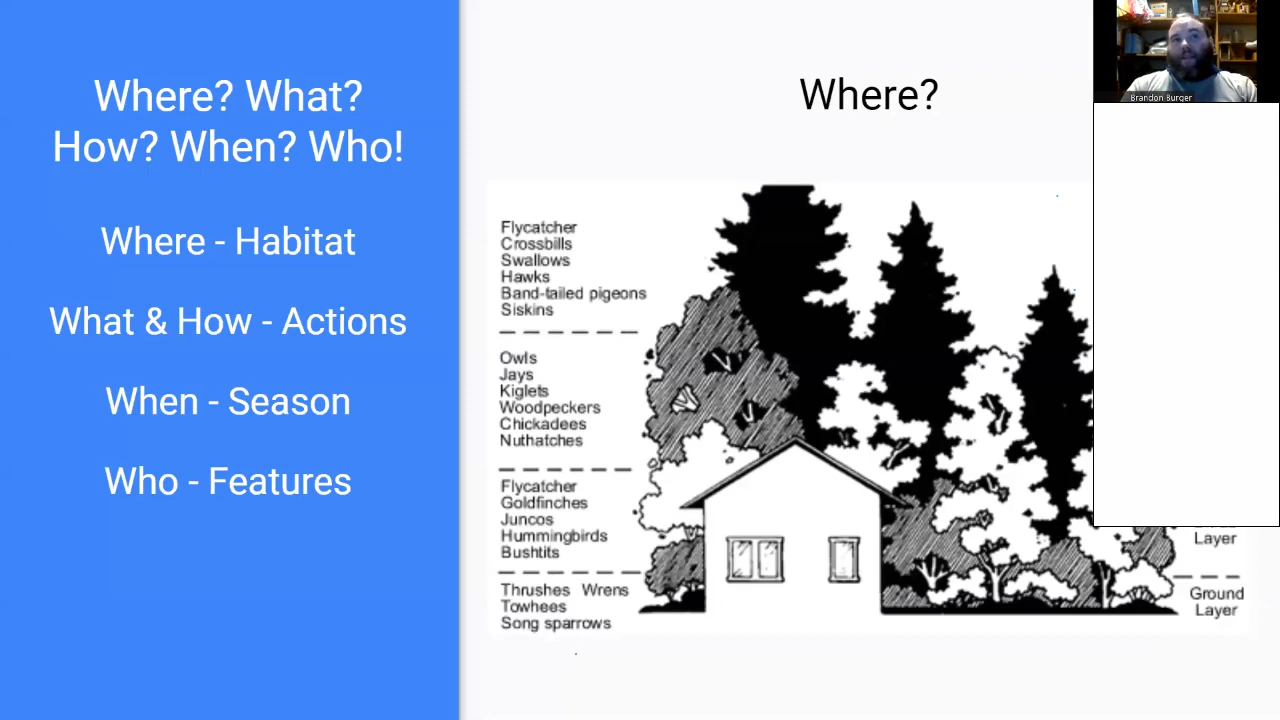 Where? What?
How? When? Who!
Where - Habitat
What & How - Actions
When - Season
Who - Features
Where?
Flycatcher
Crossbills
Swallows
Hawks
Band-tailed pigeons
Siskins
Owls
Jays
Kiglets
Woodpeckers
Chickadees
Nuthatches
Flycatcher
Goldfinches
Juncos
Hummingbirds
Bushtits
Thrushes Wrens
Towhees
Song sparrows
Layer
Ground
Layer
Brandon Burger